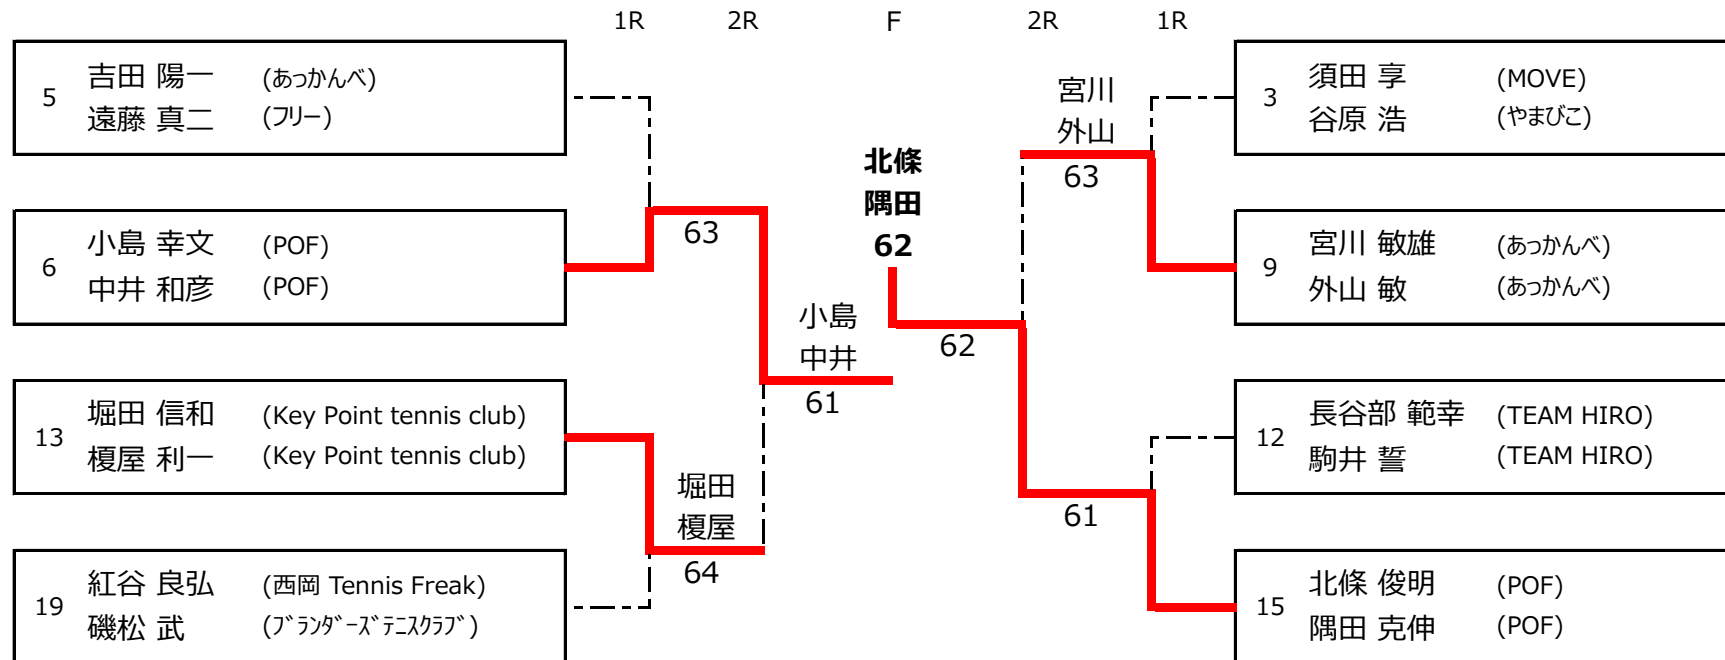 1R 2R F 2R 1R
5 吉田 陽一 (あっかんべ)
遠藤 真二 (フリー)
6 小島 幸文 (POF)
中井 和彦 (POF)
13 堀田 信和 (Key Point tennis club)
榎屋 利一 (Key Point tennis club)
19 紅谷 良弘 (西岡 Tennis Freak)
磯松 武 (ﾌﾞﾗﾝﾀﾞｰｽﾞﾃﾆｽｸﾗﾌﾞ)
63
堀田
榎屋
64
小島
中井
61
北條
隅田
62
62
宮川
外山
63
61
3 須田 享 (MOVE)
谷原 浩 (やまびこ)
9 宮川 敏雄 (あっかんべ)
外山 敏 (あっかんべ)
12 長谷部 範幸 (TEAM HIRO)
駒井 誓 (TEAM HIRO)
15 北條 俊明 (POF)
隅田 克伸 (POF)